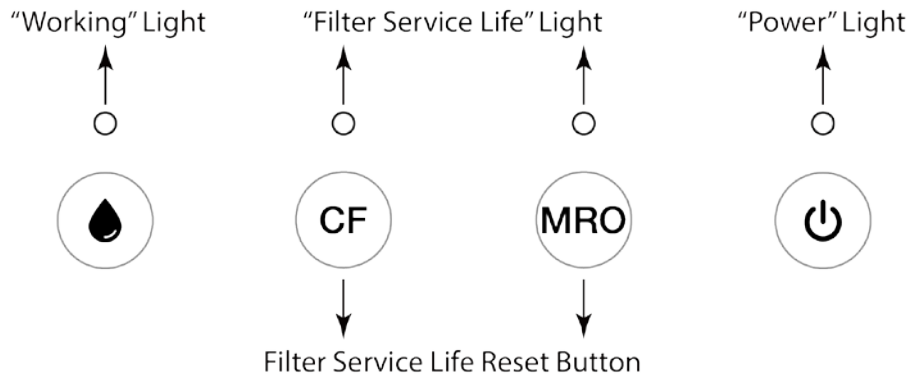 “Working” Light “Filter Service Life” Light “Power” Light
CF MRO
Filter Service Life Reset Button